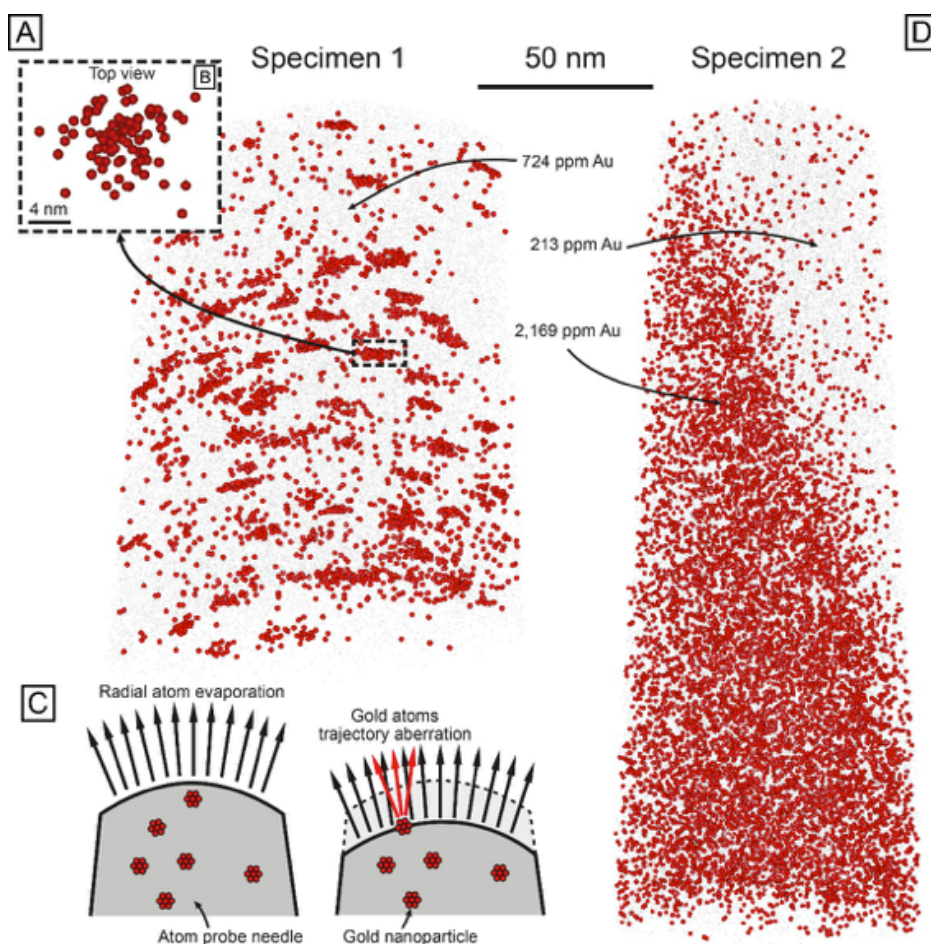 A
Specimen 1
50 nm
Specimen 2
D
Top view
B
4 nm
724 ppm Au
213 ppm Au
2,169 ppm Au
C
Radial atom evaporation
Gold atoms
trajectory aberration
Atom probe needle
Gold nanoparticle